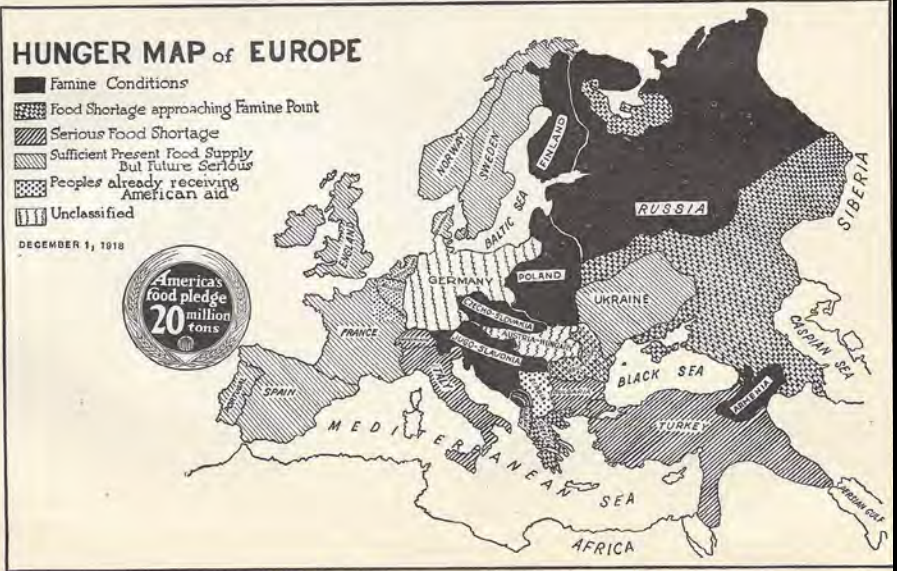 HUNGER MAP of EUROPE
Famine Conditions
Food Shortage approaching Famine Point
Serious Food Shortage
Sufficient Present Food Supply
But Future Serious
Peoples already receiving
American aid
Unclassified
DECEMBER 1, 1918
America's
food pledge
20 million
tons
NORWAY
SWEDEN
FINLAND
BALTIC SEA
RUSSIA
SIBERIA
ENGLAND
GERMANY
POLAND
UKRAINE
CZECHO-SLOVAKIA
AUSTRIA-HUNGARY
JUGO-SLAVONIA
FRANCE
ITALY
BULGARIA
BLACK SEA
CASPIAN SEA
ARMENIA
TURKEY
PORTUGAL
SPAIN
MEDITERRANEAN SEA
PERSIAN GULF
AFRICA